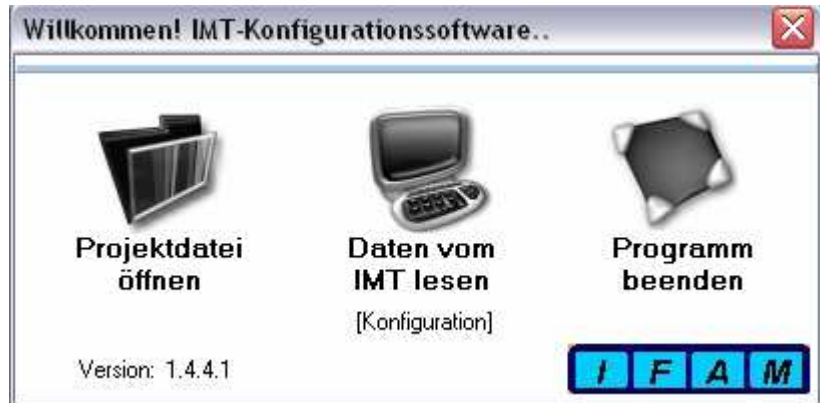 Willkommen! IMT-Konfigurationssoftware..
Projektdatei
öffnen
Daten vom
IMT lesen
[Konfiguration]
Programm
beenden
Version: 1.4.4.1
I F A M